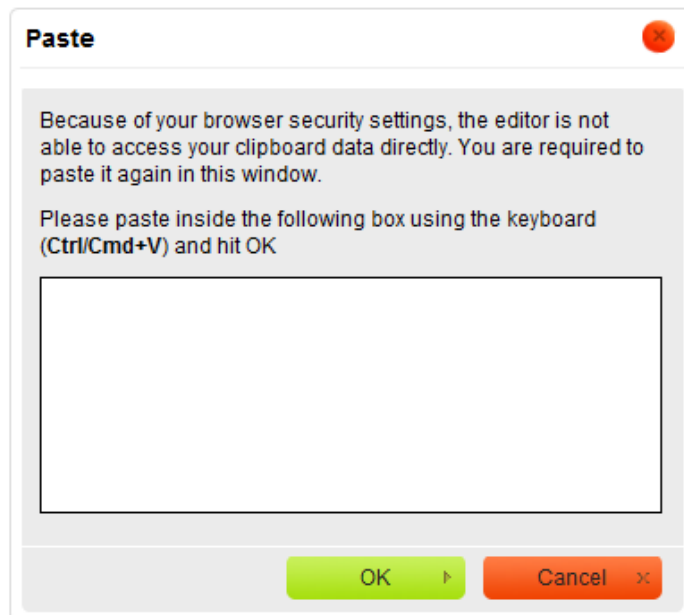 Paste
Because of your browser security settings, the editor is not
able to access your clipboard data directly. You are required to
paste it again in this window.
Please paste inside the following box using the keyboard
(Ctrl/Cmd+V) and hit OK
OK
Cancel